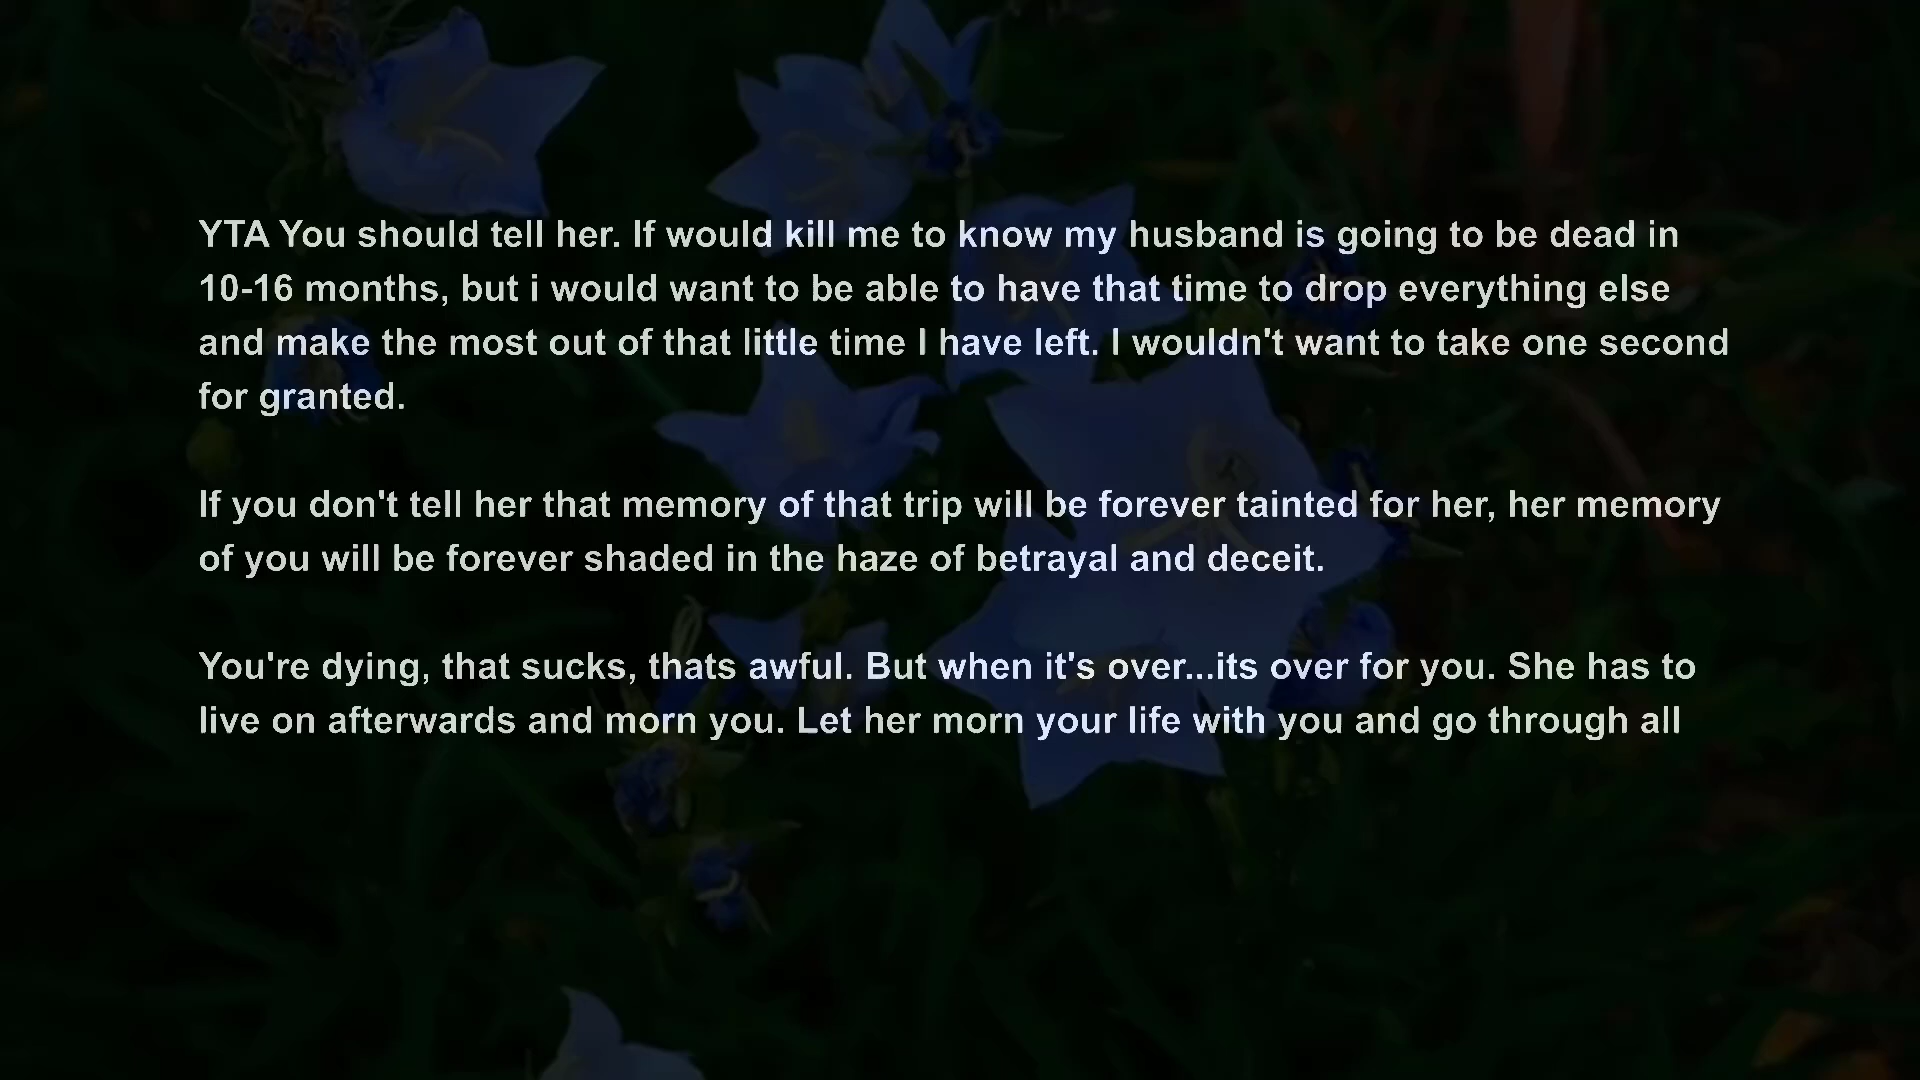 YTA You should tell her. If would kill me to know my husband is going to be dead in
10-16 months, but i would want to be able to have that time to drop everything else
and make the most out of that little time I have left. I wouldn't want to take one second
for granted.
If you don't tell her that memory of that trip will be forever tainted for her, her memory
of you will be forever shaded in the haze of betrayal and deceit.
You're dying, that sucks, thats awful. But when it's over...its over for you. She has to
live on afterwards and morn you. Let her morn your life with you and go through all